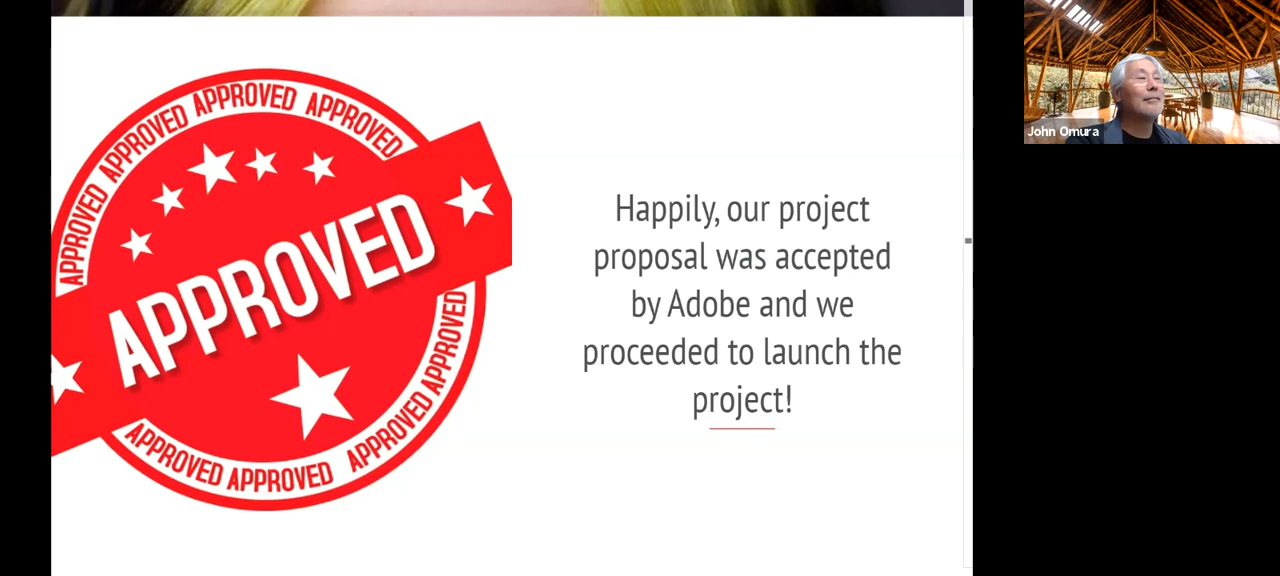 APPROVED APPROVED APPROVED APPROVED
APPROVED
APPROVED APPROVED APPROVED APPROVED
Happily, our project
proposal was accepted
by Adobe and we
proceeded to launch the
project!
John Omura